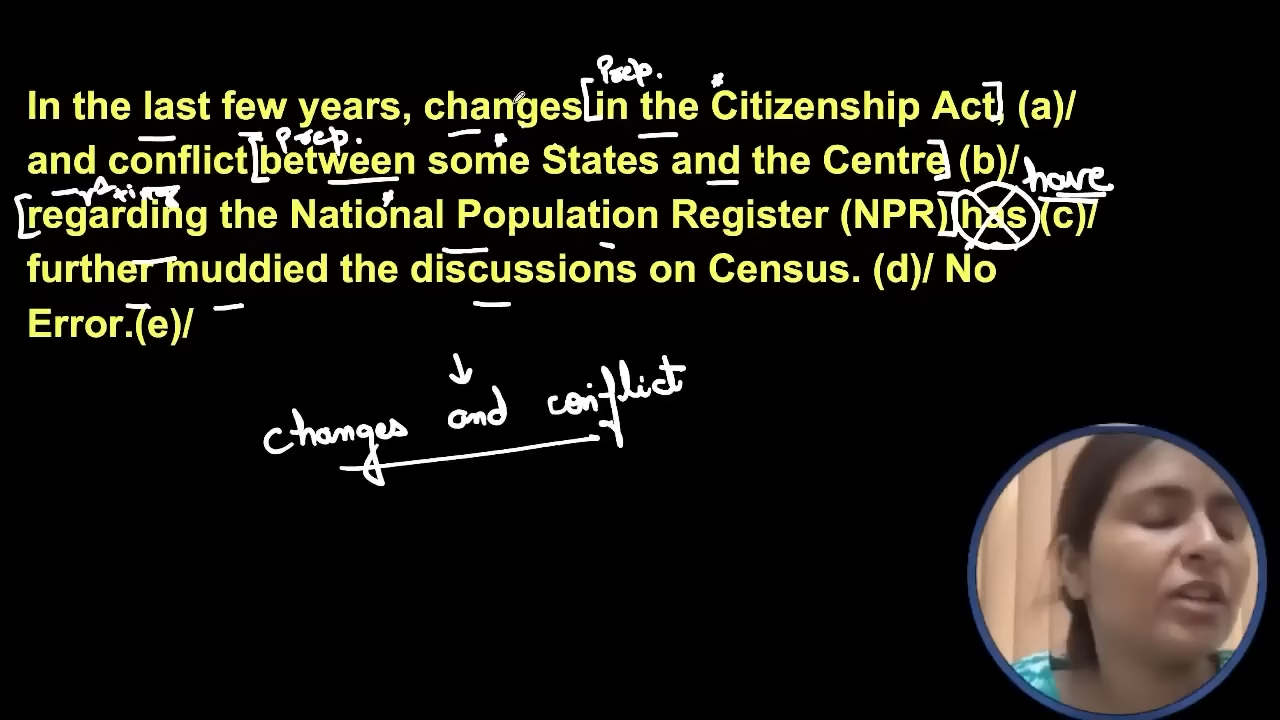 Prep.
In the last few years, changes [in the Citizenship Act,] (a)/
Prep.
and conflict [between some States and the Centre] (b)/
have
[regarding the National Population Register (NPR)] has (c)/
further muddied the discussions on Census. (d)/ No
Error.(e)/
changes and conflict